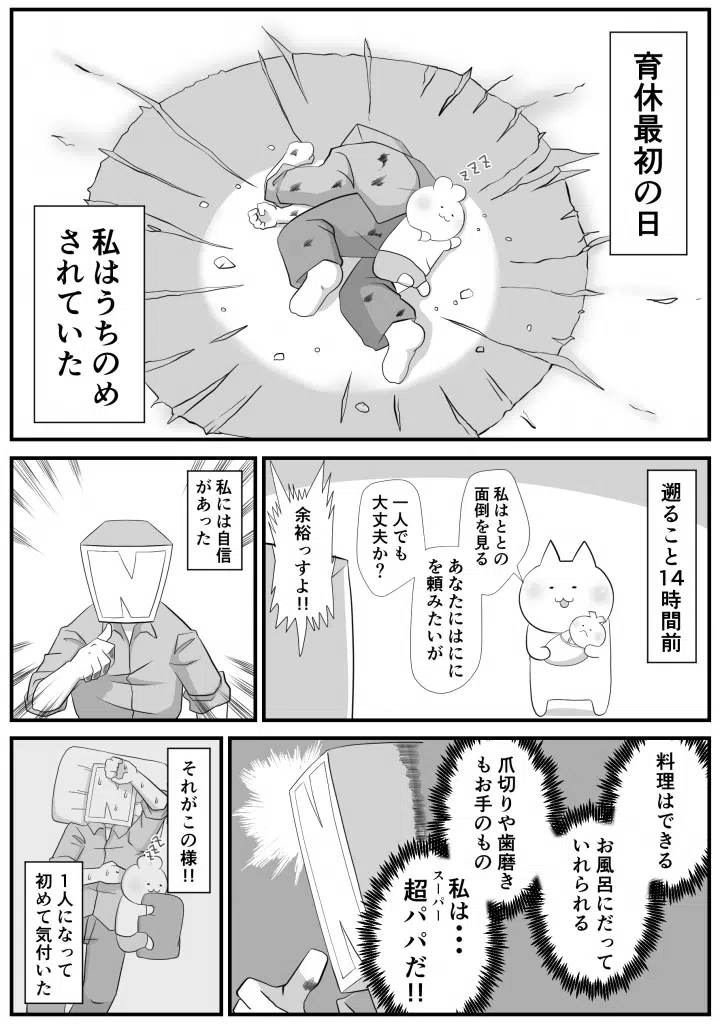 育休最初の日
私はうちのめ
されていた
遡ること14時間前
私はととの
面倒を見る
あなたにはにに
を頼みたいが
一人でも
大丈夫か?
余裕っすよ!!
私には自信
があった
料理はできる
お風呂にだって
いれられる
爪切りや歯磨き
もお手のもの
私は・・・
スーパー
超パパだ!!
それがこの様!!
1人になって
初めて気付いた
zzz
zzz
N
N